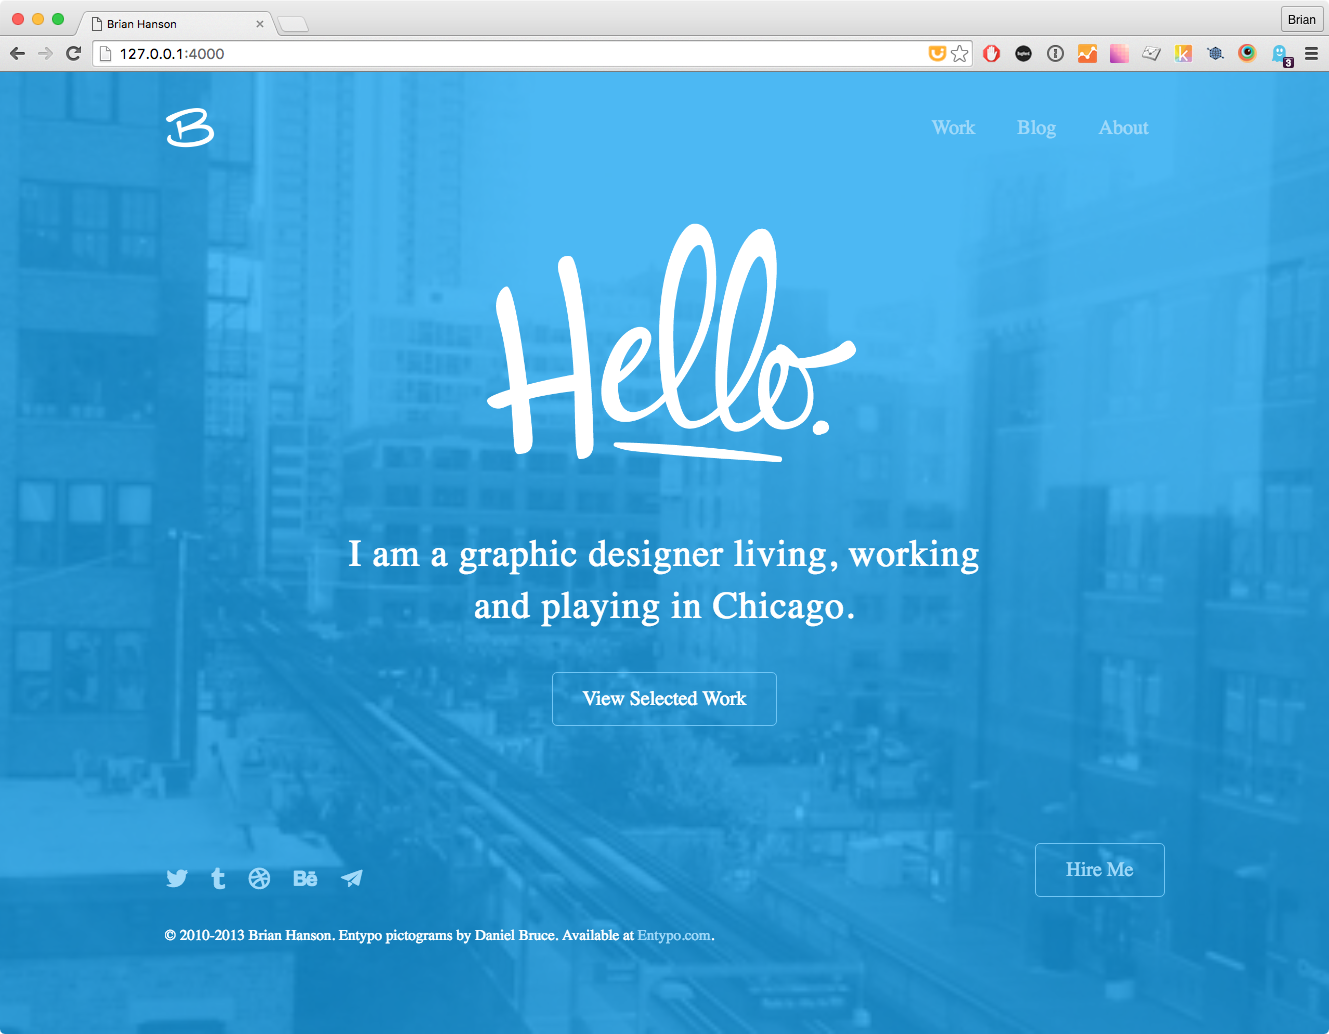 Brian Hanson
Brian
127.0.0.1:4000
3
B
Work Blog About
Hello.
I am a graphic designer living, working
and playing in Chicago.
View Selected Work
Hire Me
Bē
© 2010-2013 Brian Hanson. Entypo pictograms by Daniel Bruce. Available at Entypo.com.